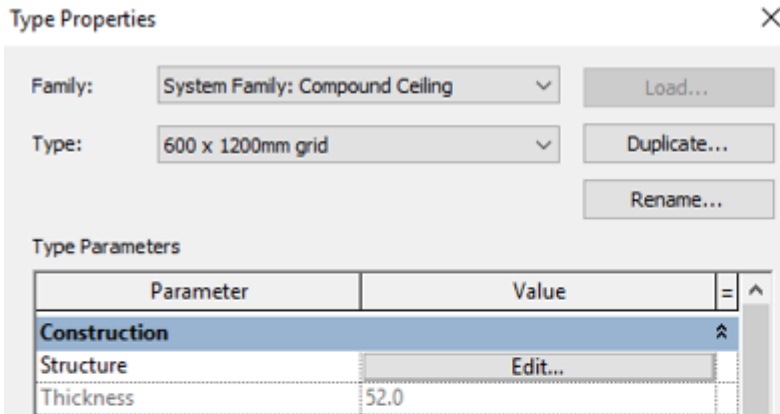 Type Properties
Family: System Family: Compound Ceiling Load...
Type: 600 x 1200mm grid Duplicate...
Rename...
Type Parameters
Parameter Value =
Construction
Structure Edit...
Thickness 52.0